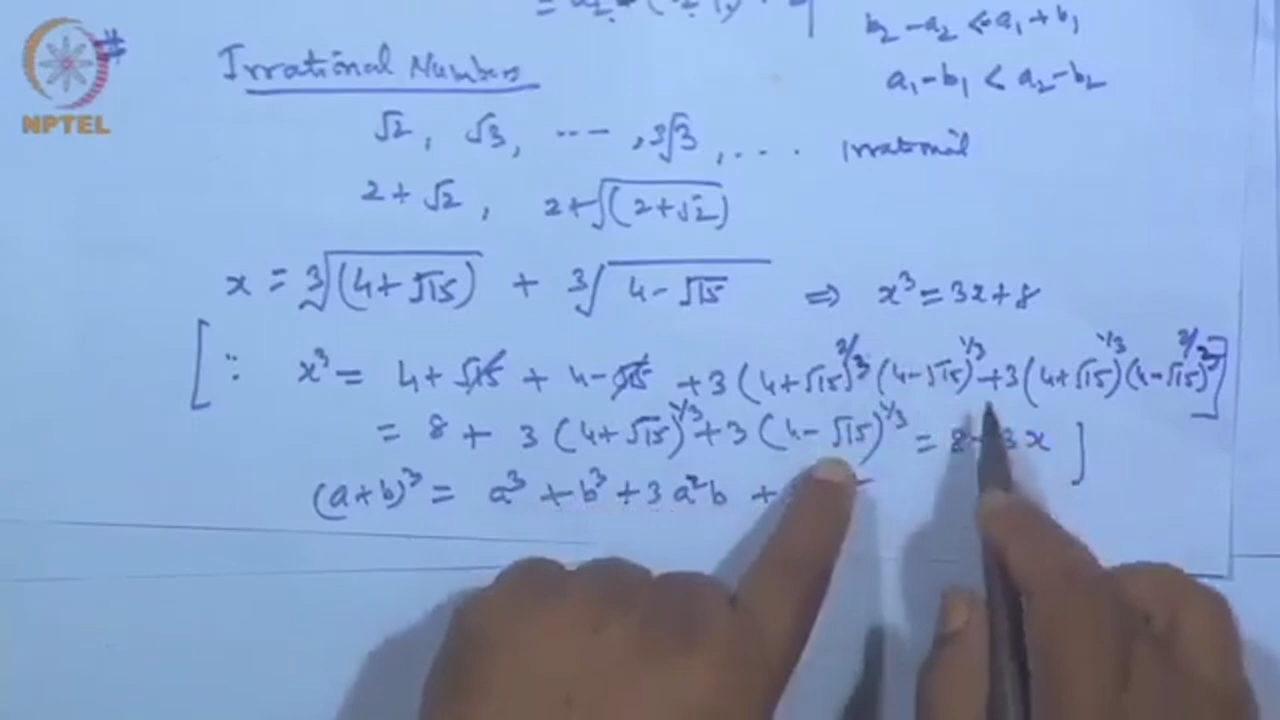 b₂ - a₂ < a₁ + b₁
a₁ - b₁ < a₂ - b₂
NPTEL
#
Irrational Numbers
√2, √3, ---, ³√3, .... Irrational
2 + √2, 2+√(2+√2)
x = ³√(4+√15) + ³√4-√15 ⇒ x³ = 3x+8
[∵ x³ = 4+√15 + 4-√15 + 3(4+√15)^2/3 (4-√15)^1/3 + 3(4+√15)^1/3 (4-√15)^2/3]
= 8 + 3(4+√15)^1/3 + 3(4-√15)^1/3 = 8 + 3x ]
(a+b)³ = a³ + b³ + 3a²b +